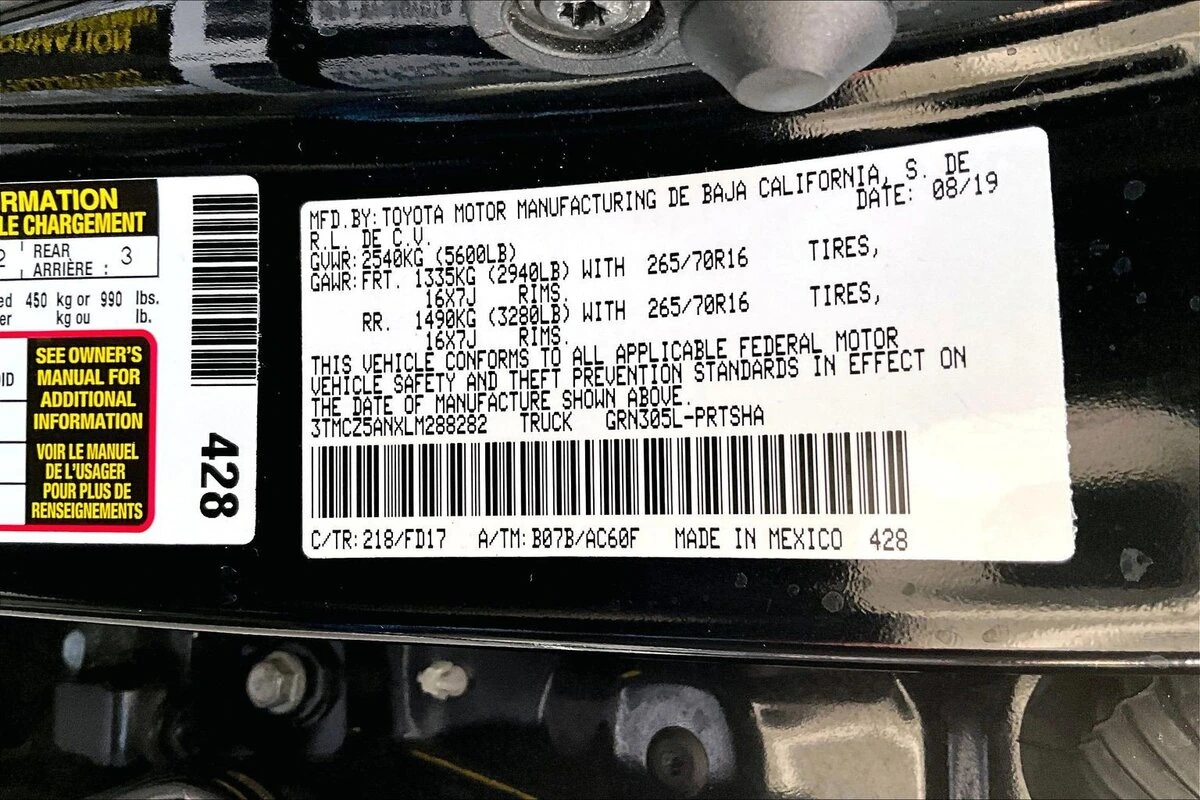 RMATION
LE CHARGEMENT
2 REAR ARRIÈRE : 3
450 kg or 990 lbs.
kg ou lb.
SEE OWNER'S
MANUAL FOR
ADDITIONAL
INFORMATION
VOIR LE MANUEL
DE L'USAGER
POUR PLUS DE
RENSEIGNEMENTS
428
MFD.BY:TOYOTA MOTOR MANUFACTURING DE BAJA CALIFORNIA, S. DE
R.L. DE C.V. DATE: 08/19
GVWR:2540KG (5600LB)
GAWR:FRT. 1335KG (2940LB) WITH 265/70R16 TIRES,
16X7J RIMS.
RR. 1490KG (3280LB) WITH 265/70R16 TIRES,
16X7J RIMS.
THIS VEHICLE CONFORMS TO ALL APPLICABLE FEDERAL MOTOR
VEHICLE SAFETY AND THEFT PREVENTION STANDARDS IN EFFECT ON
THE DATE OF MANUFACTURE SHOWN ABOVE.
3TMCZ5ANXLM288282 TRUCK GRN305L-PRTSHA
C/TR:218/FD17 A/TM:B07B/AC60F MADE IN MEXICO 428